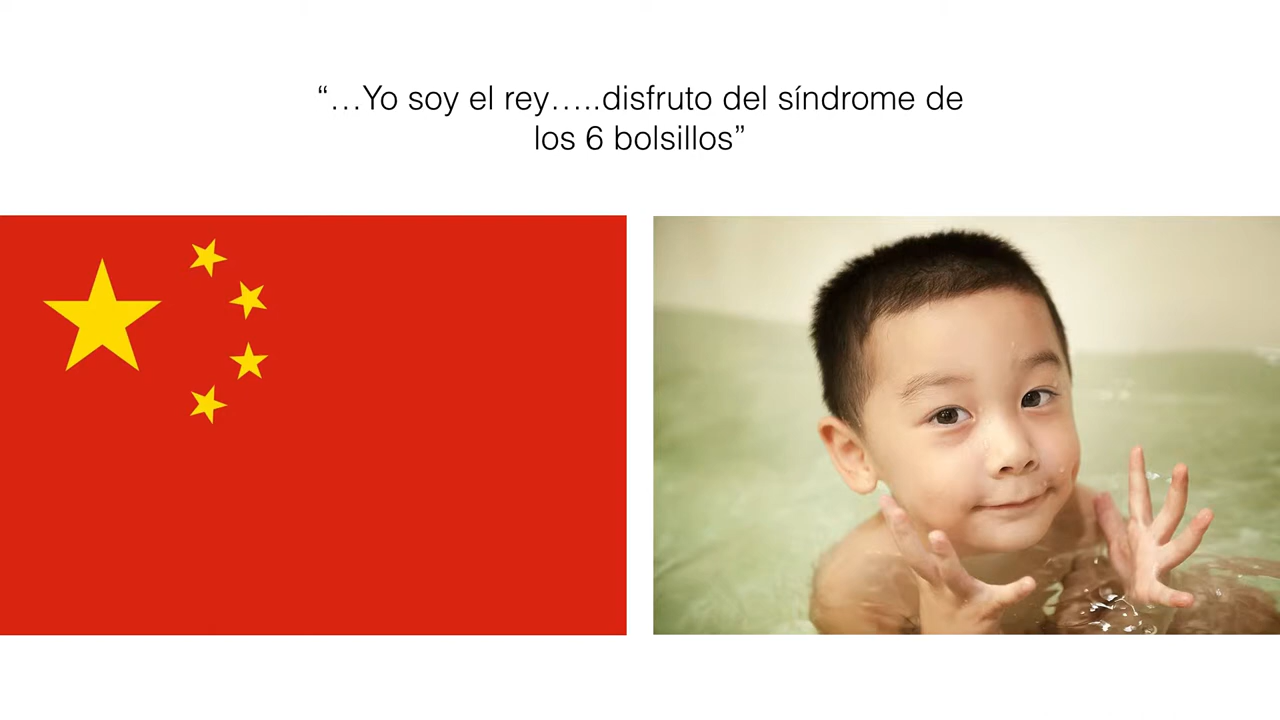 “…Yo soy el rey…..disfruto del síndrome de
los 6 bolsillos”